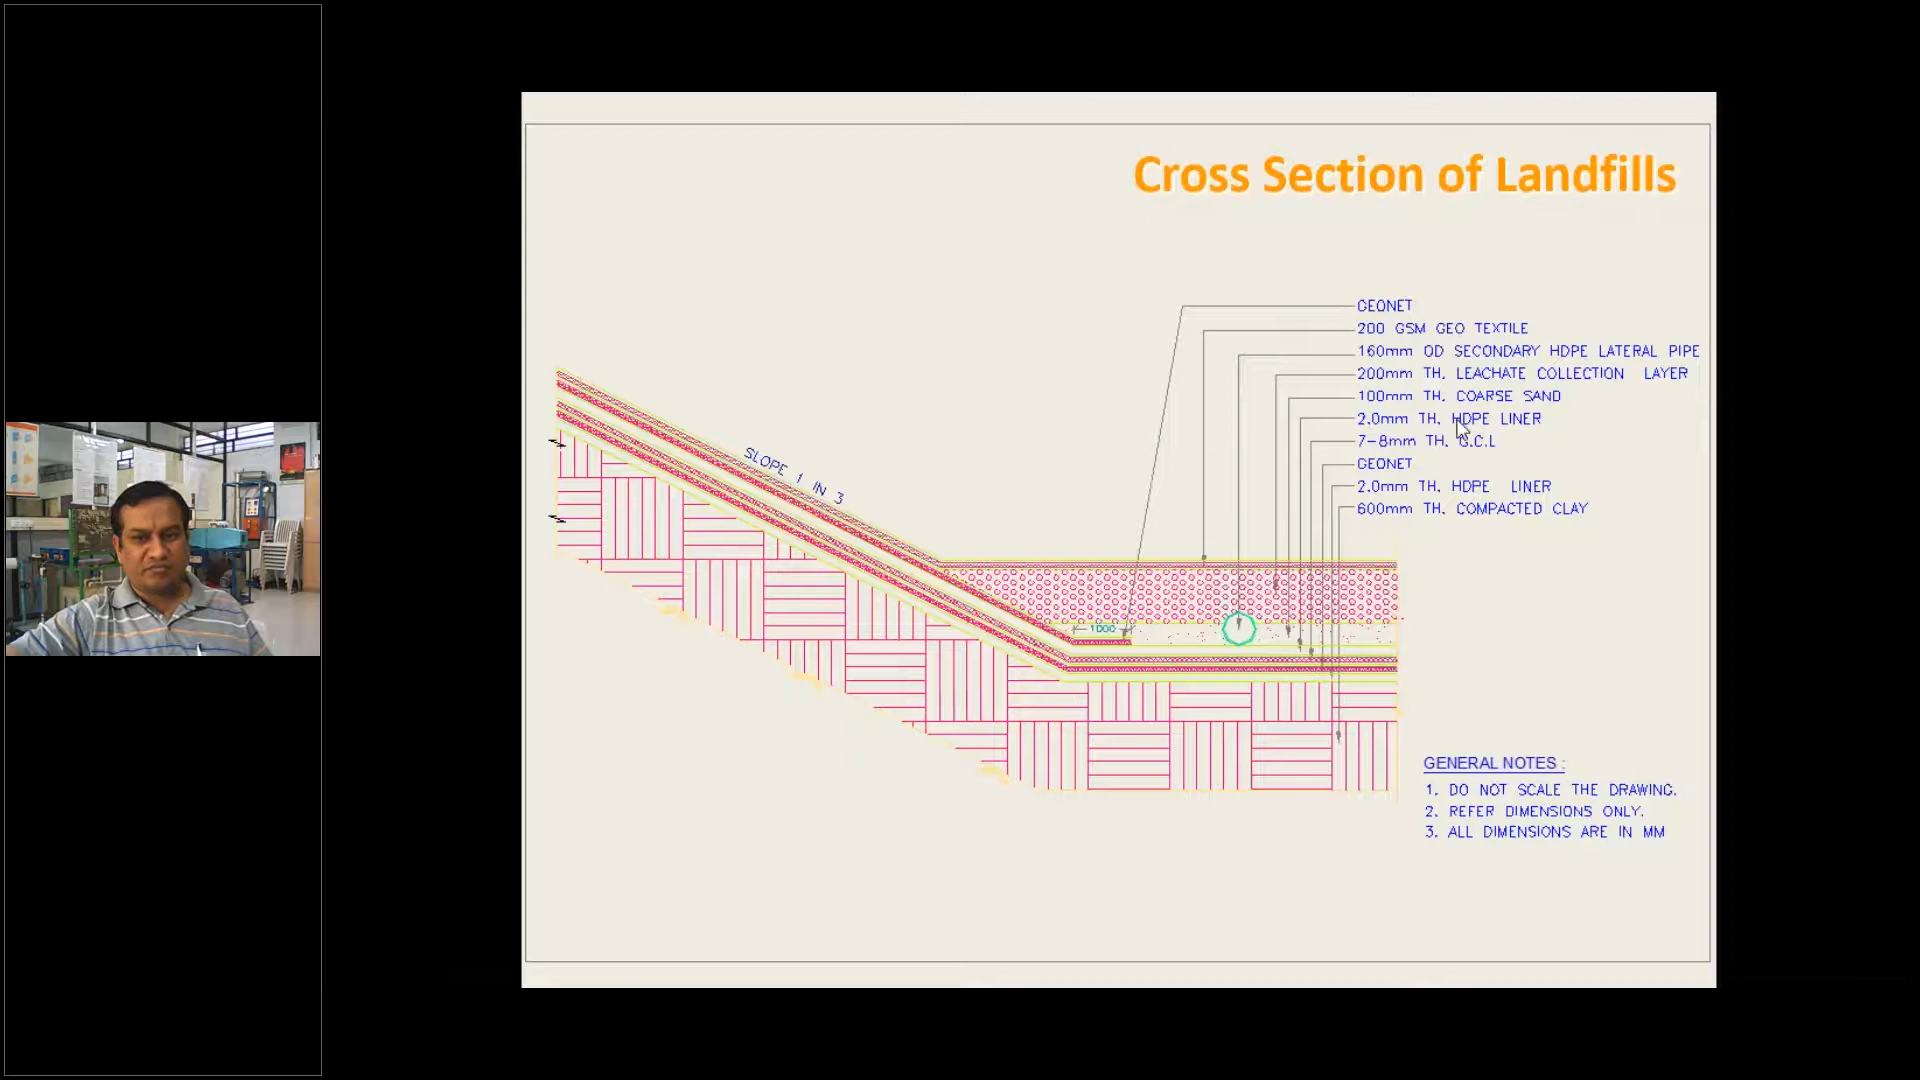 Cross Section of Landfills
GEONET
200 GSM GEO TEXTILE
160mm OD SECONDARY HDPE LATERAL PIPE
200mm TH. LEACHATE COLLECTION LAYER
100mm TH. COARSE SAND
2.0mm TH. HDPE LINER
7-8mm TH. G.C.L
GEONET
2.0mm TH. HDPE LINER
600mm TH. COMPACTED CLAY
SLOPE 1 IN 3
1000
GENERAL NOTES :
1. DO NOT SCALE THE DRAWING.
2. REFER DIMENSIONS ONLY.
3. ALL DIMENSIONS ARE IN MM